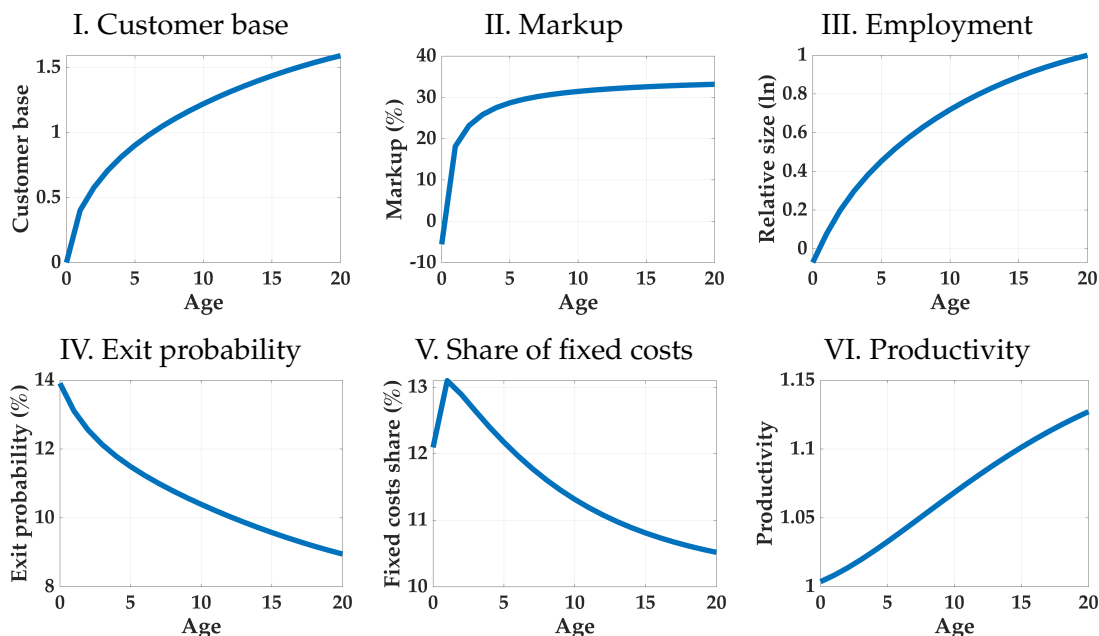 I. Customer base
Customer base
1.5
1
0.5
0
0 5 10 15 20
Age
II. Markup
Markup (%)
40
30
20
10
0
-10
0 5 10 15 20
Age
III. Employment
Relative size (ln)
1
0.8
0.6
0.4
0.2
0
0 5 10 15 20
Age
IV. Exit probability
Exit probability (%)
14
12
10
8
0 5 10 15 20
Age
V. Share of fixed costs
Fixed costs share (%)
13
12
11
10
0 5 10 15 20
Age
VI. Productivity
Productivity
1.15
1.1
1.05
1
0 5 10 15 20
Age